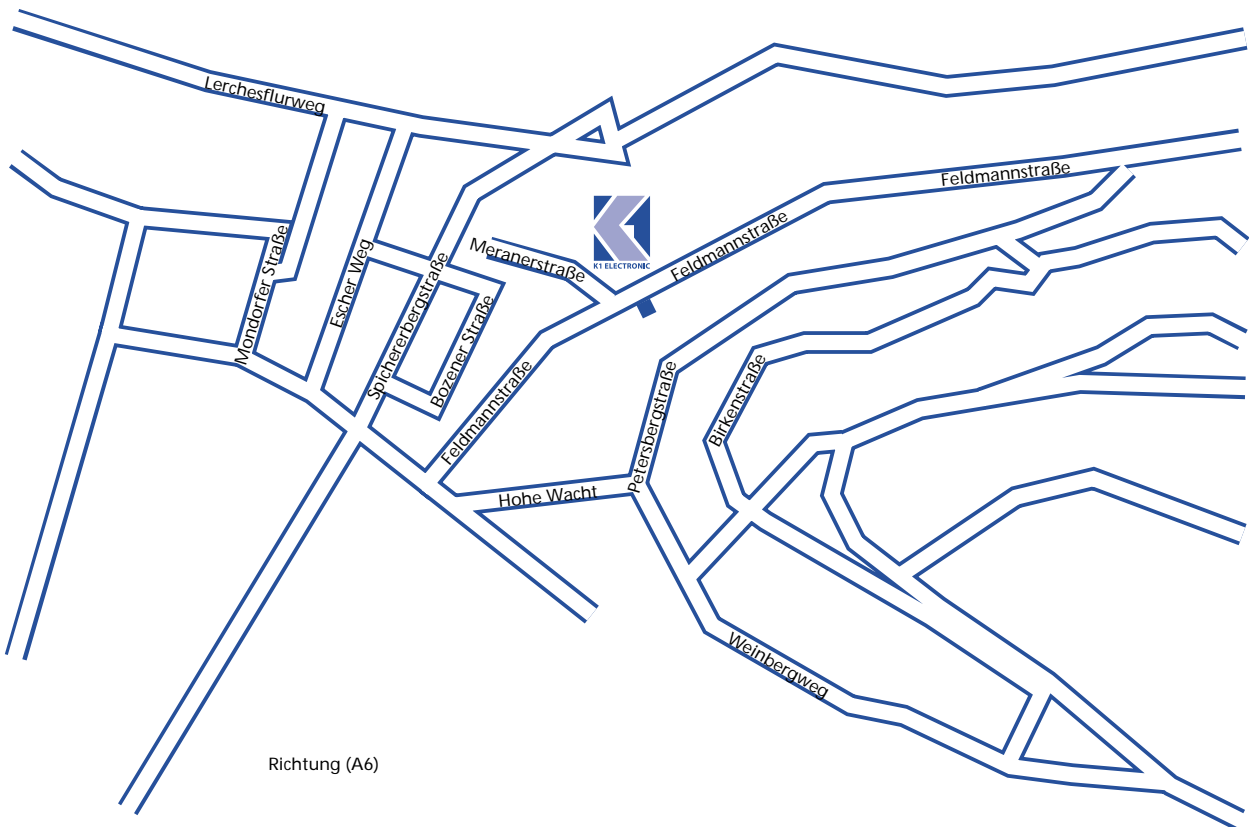 Lerchesflurweg
Feldmannstraße
Mondorfer Straße
Escher Weg
Spichererbergstraße
Meranerstraße
K1 ELECTRONIC
Feldmannstraße
Bozener Straße
Feldmannstraße
Petersbergstraße
Birkenstraße
Hohe Wacht
Weinbergweg
Richtung (A6)